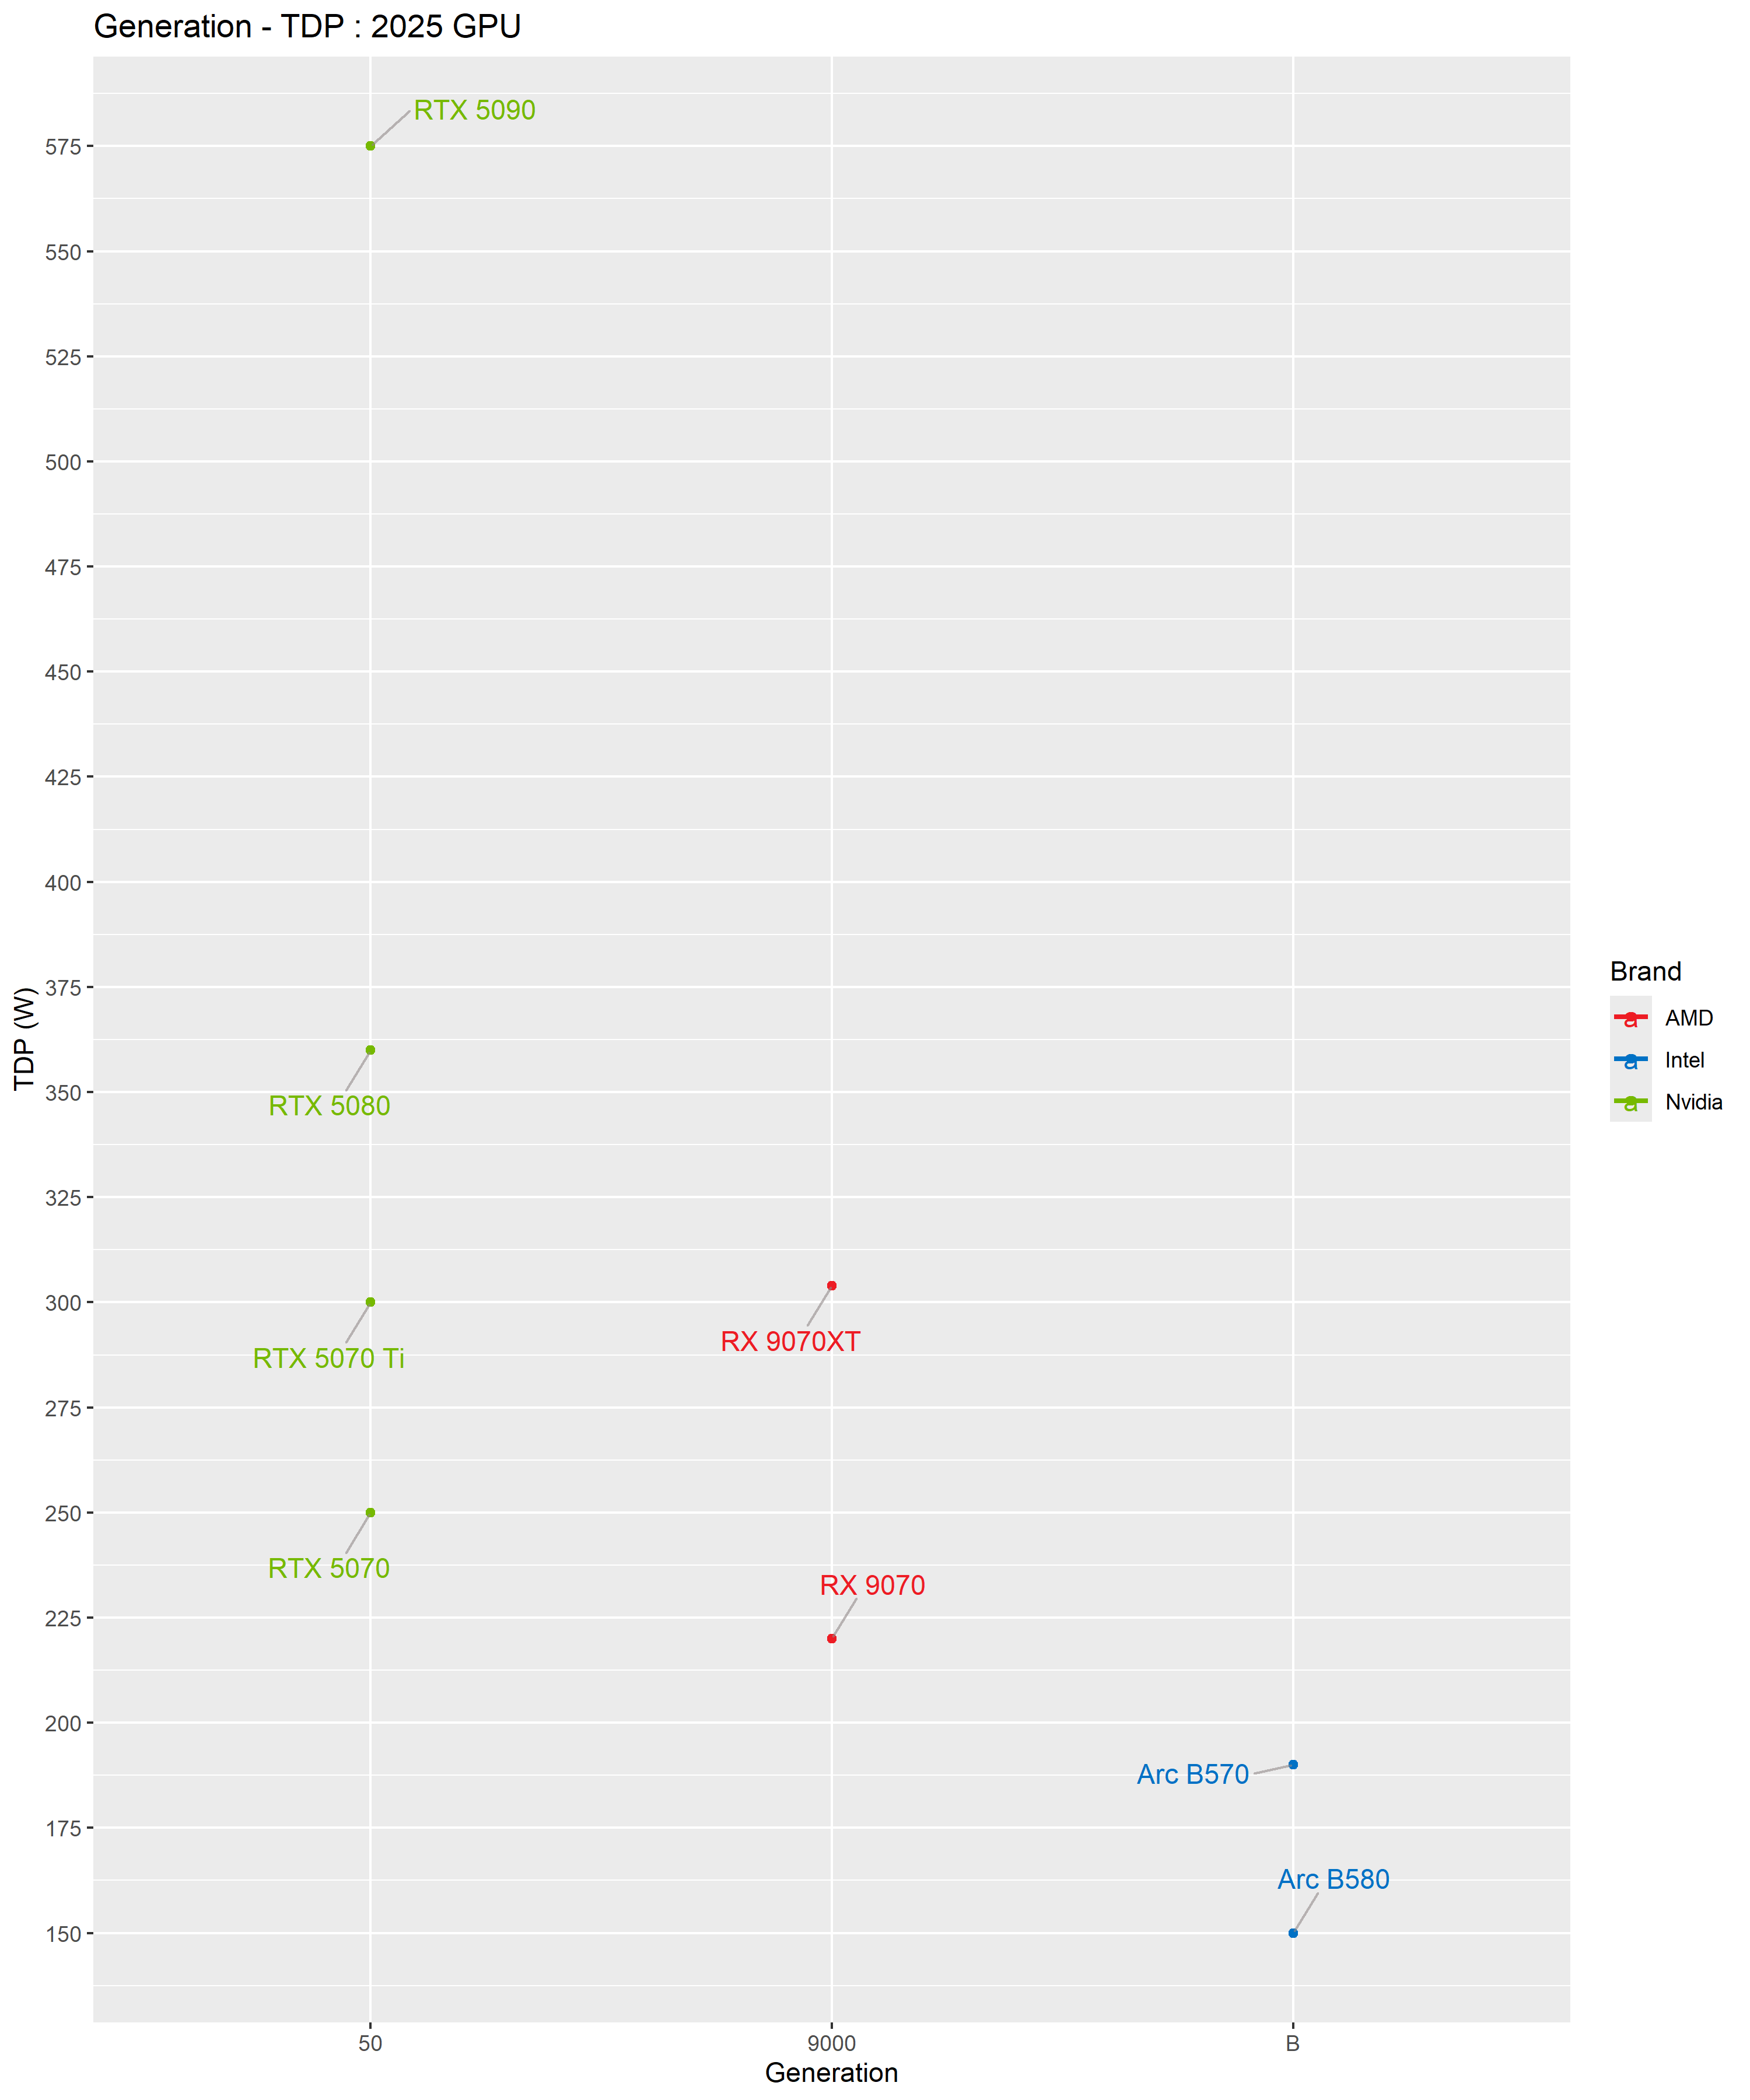 Generation - TDP : 2025 GPU
RTX 5090
575
550
525
500
475
450
425
400
375
350
325
300
275
250
225
200
175
150
TDP (W)
RTX 5080
RTX 5070 Ti
RX 9070XT
RTX 5070
RX 9070
Arc B570
Arc B580
50
9000
B
Generation
Brand
a AMD
a Intel
a Nvidia